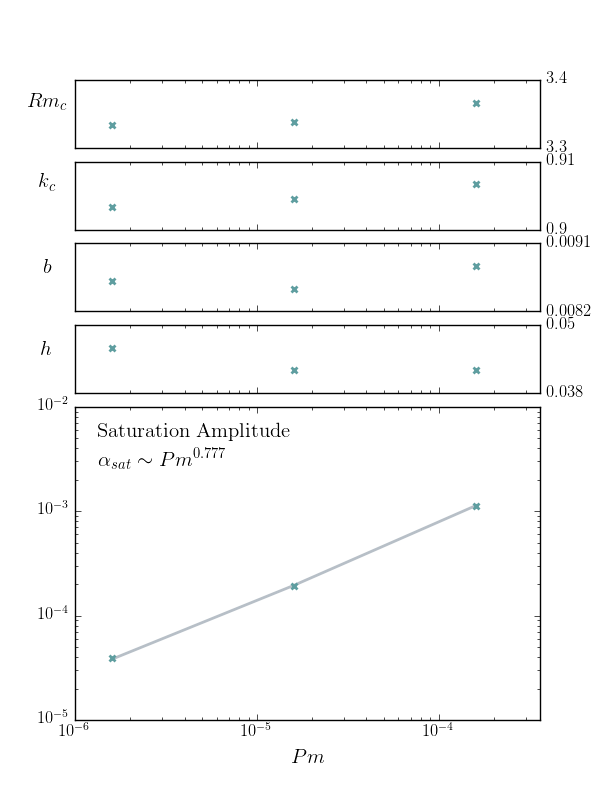 3.4
Rm_c
3.3
0.91
k_c
0.9
0.0091
b
0.0082
0.05
h
0.038
10^{-2}
Saturation Amplitude
α_{sat} ∼ Pm^{0.777}
10^{-3}
10^{-4}
10^{-5}
10^{-6} 10^{-5} 10^{-4}
Pm